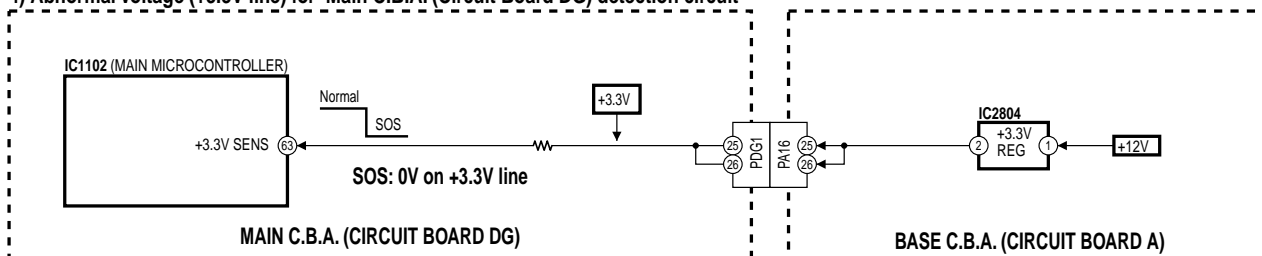 Abnormal voltage (+3.3V line) for "Main C.B.A. (Circuit Board DG) detection circuit
IC1102 (MAIN MICROCONTROLLER)
Normal
SOS
+3.3V
+3.3V SENS
63
SOS: 0V on +3.3V line
25
26
PDG1
PA16
25
26
IC2804
+3.3V
REG
2
1
+12V
MAIN C.B.A. (CIRCUIT BOARD DG)
BASE C.B.A. (CIRCUIT BOARD A)